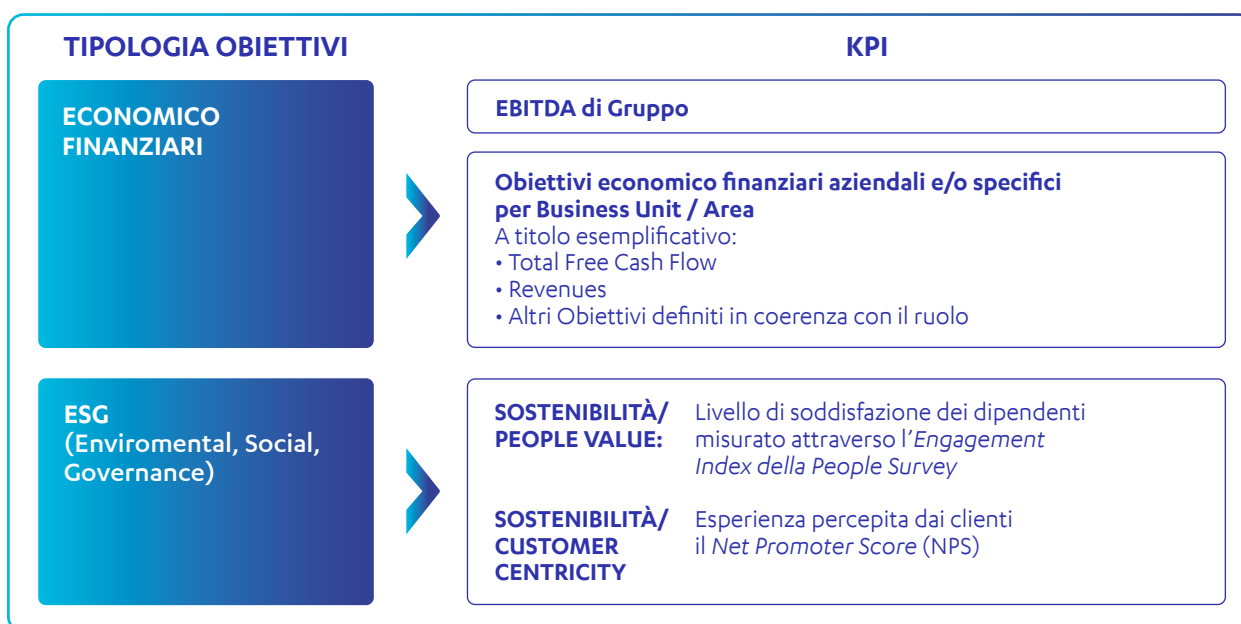 TIPOLOGIA OBIETTIVI
KPI
ECONOMICO
FINANZIARI
EBITDA di Gruppo
Obiettivi economico finanziari aziendali e/o specifici
per Business Unit / Area
A titolo esemplificativo:
• Total Free Cash Flow
• Revenues
• Altri Obiettivi definiti in coerenza con il ruolo
ESG
(Enviromental, Social,
Governance)
SOSTENIBILITÀ/
PEOPLE VALUE:
Livello di soddisfazione dei dipendenti
misurato attraverso l'Engagement
Index della People Survey
SOSTENIBILITÀ/
CUSTOMER
CENTRICITY
Esperienza percepita dai clienti
il Net Promoter Score (NPS)